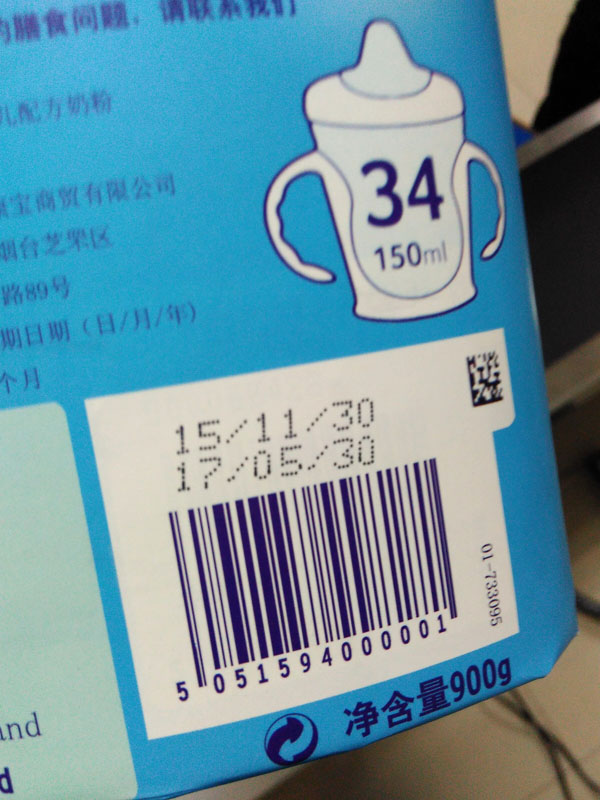 的膳食问题，请联系我们
儿配方奶粉
宝商贸有限公司
烟台芝罘区
路89号
期日期（日/月/年）
个月
34
150ml
15/11/30
17/05/30
5 051594 000001
01-733095
净含量900g
and